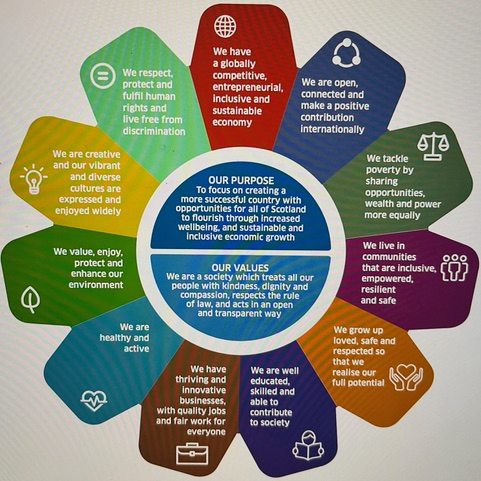 We have
a globally
competitive,
entrepreneurial,
inclusive and
sustainable
economy
We are open,
connected and
make a positive
contribution
internationally
We tackle
poverty by
sharing
opportunities,
wealth and power
more equally
We live in
communities
that are inclusive,
empowered,
resilient
and safe
We grow up
loved, safe and
respected so
that we
realise our
full potential
We are well
educated,
skilled and
able to
contribute
to society
We have
thriving and
innovative
businesses,
with quality jobs
and fair work for
everyone
We are
healthy and
active
We value, enjoy,
protect and
enhance our
environment
We are creative
and our vibrant
and diverse
cultures are
expressed and
enjoyed widely
We respect,
protect and
fulfil human
rights and
live free from
discrimination
OUR PURPOSE
To focus on creating a
more successful country with
opportunities for all of Scotland
to flourish through increased
wellbeing, and sustainable and
inclusive economic growth
OUR VALUES
We are a society which treats all our
people with kindness, dignity and
compassion, respects the rule
of law, and acts in an open
and transparent way